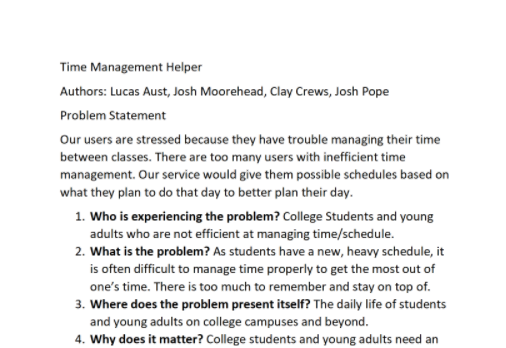 Time Management Helper
Authors: Lucas Aust, Josh Moorehead, Clay Crews, Josh Pope
Problem Statement
Our users are stressed because they have trouble managing their time
between classes. There are too many users with inefficient time
management. Our service would give them possible schedules based on
what they plan to do that day to better plan their day.
1. Who is experiencing the problem? College Students and young
adults who are not efficient at managing time/schedule.
2. What is the problem? As students have a new, heavy schedule, it
is often difficult to manage time properly to get the most out of
one's time. There is too much to remember and stay on top of.
3. Where does the problem present itself? The daily life of students
and young adults on college campuses and beyond.
4. Why does it matter? College students and young adults need an